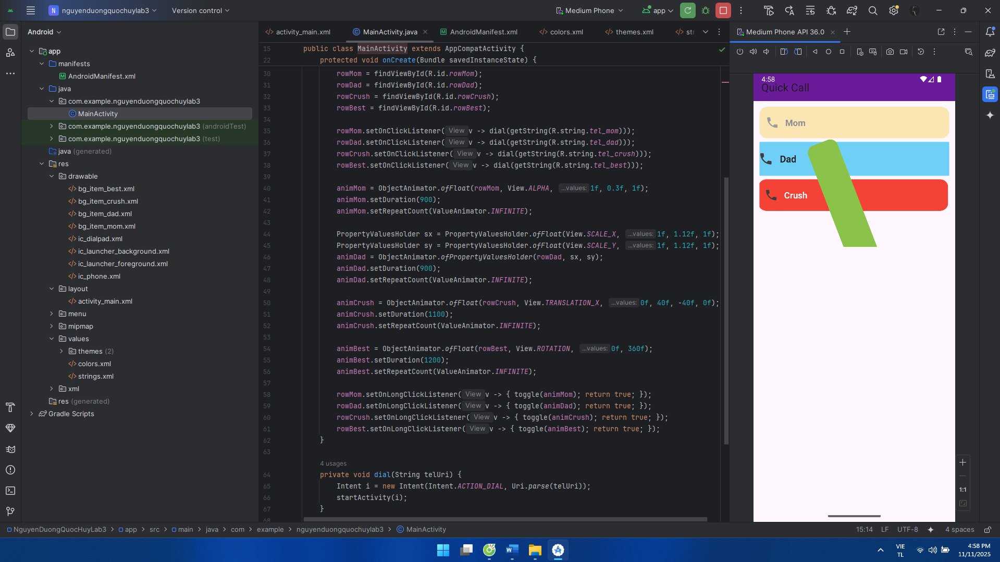 N nguyenduongquochuylab3 Version control Medium Phone app
Android
app
manifests
AndroidManifest.xml
java
com.example.nguyenduongquochuylab3
MainActivity
com.example.nguyenduongquochuylab3 (androidTest)
com.example.nguyenduongquochuylab3 (test)
java (generated)
res
drawable
bg_item_best.xml
bg_item_crush.xml
bg_item_dad.xml
bg_item_mom.xml
ic_dialpad.xml
ic_launcher_background.xml
ic_launcher_foreground.xml
ic_phone.xml
layout
activity_main.xml
menu
mipmap
values
themes (2)
colors.xml
strings.xml
xml
res (generated)
Gradle Scripts
activity_main.xml MainActivity.java AndroidManifest.xml colors.xml themes.xml str
15 public class MainActivity extends AppCompatActivity {
22 protected void onCreate(Bundle savedInstanceState) {
30 rowMom = findViewById(R.id.rowMom);
31 rowDad = findViewById(R.id.rowDad);
32 rowCrush = findViewById(R.id.rowCrush);
33 rowBest = findViewById(R.id.rowBest);
34
35 rowMom.setOnClickListener( View v -> dial(getString(R.string.tel_mom)));
36 rowDad.setOnClickListener( View v -> dial(getString(R.string.tel_dad)));
37 rowCrush.setOnClickListener( View v -> dial(getString(R.string.tel_crush)));
38 rowBest.setOnClickListener( View v -> dial(getString(R.string.tel_best)));
39
40 animMom = ObjectAnimator.ofFloat(rowMom, View.ALPHA, ...values: 1f, 0.3f, 1f);
41 animMom.setDuration(900);
42 animMom.setRepeatCount(ValueAnimator.INFINITE);
43
44 PropertyValuesHolder sx = PropertyValuesHolder.ofFloat(View.SCALE_X, ...values: 1f, 1.12f, 1f);
45 PropertyValuesHolder sy = PropertyValuesHolder.ofFloat(View.SCALE_Y, ...values: 1f, 1.12f, 1f);
46 animDad = ObjectAnimator.ofPropertyValuesHolder(rowDad, sx, sy);
47 animDad.setDuration(900);
48 animDad.setRepeatCount(ValueAnimator.INFINITE);
49
50 animCrush = ObjectAnimator.ofFloat(rowCrush, View.TRANSLATION_X, ...values: 0f, 40f, -40f, 0f);
51 animCrush.setDuration(1100);
52 animCrush.setRepeatCount(ValueAnimator.INFINITE);
53
54 animBest = ObjectAnimator.ofFloat(rowBest, View.ROTATION, ...values: 0f, 360f);
55 animBest.setDuration(1200);
56 animBest.setRepeatCount(ValueAnimator.INFINITE);
57
58 rowMom.setOnLongClickListener( View v -> { toggle(animMom); return true; });
59 rowDad.setOnLongClickListener( View v -> { toggle(animDad); return true; });
60 rowCrush.setOnLongClickListener( View v -> { toggle(animCrush); return true; });
61 rowBest.setOnLongClickListener( View v -> { toggle(animBest); return true; });
62 }
63
4 usages
64 private void dial(String telUri) {
65 Intent i = new Intent(Intent.ACTION_DIAL, Uri.parse(telUri));
66 startActivity(i);
67 }
68
Medium Phone API 36.0
4:58
Quick Call
Mom
Dad
Crush
1:1
NguyenDuongQuocHuyLab3 app src main java com example nguyenduongquochuylab3 MainActivity 15:14 LF UTF-8 4 spaces
VIE
TL
4:58 PM
11/11/2025